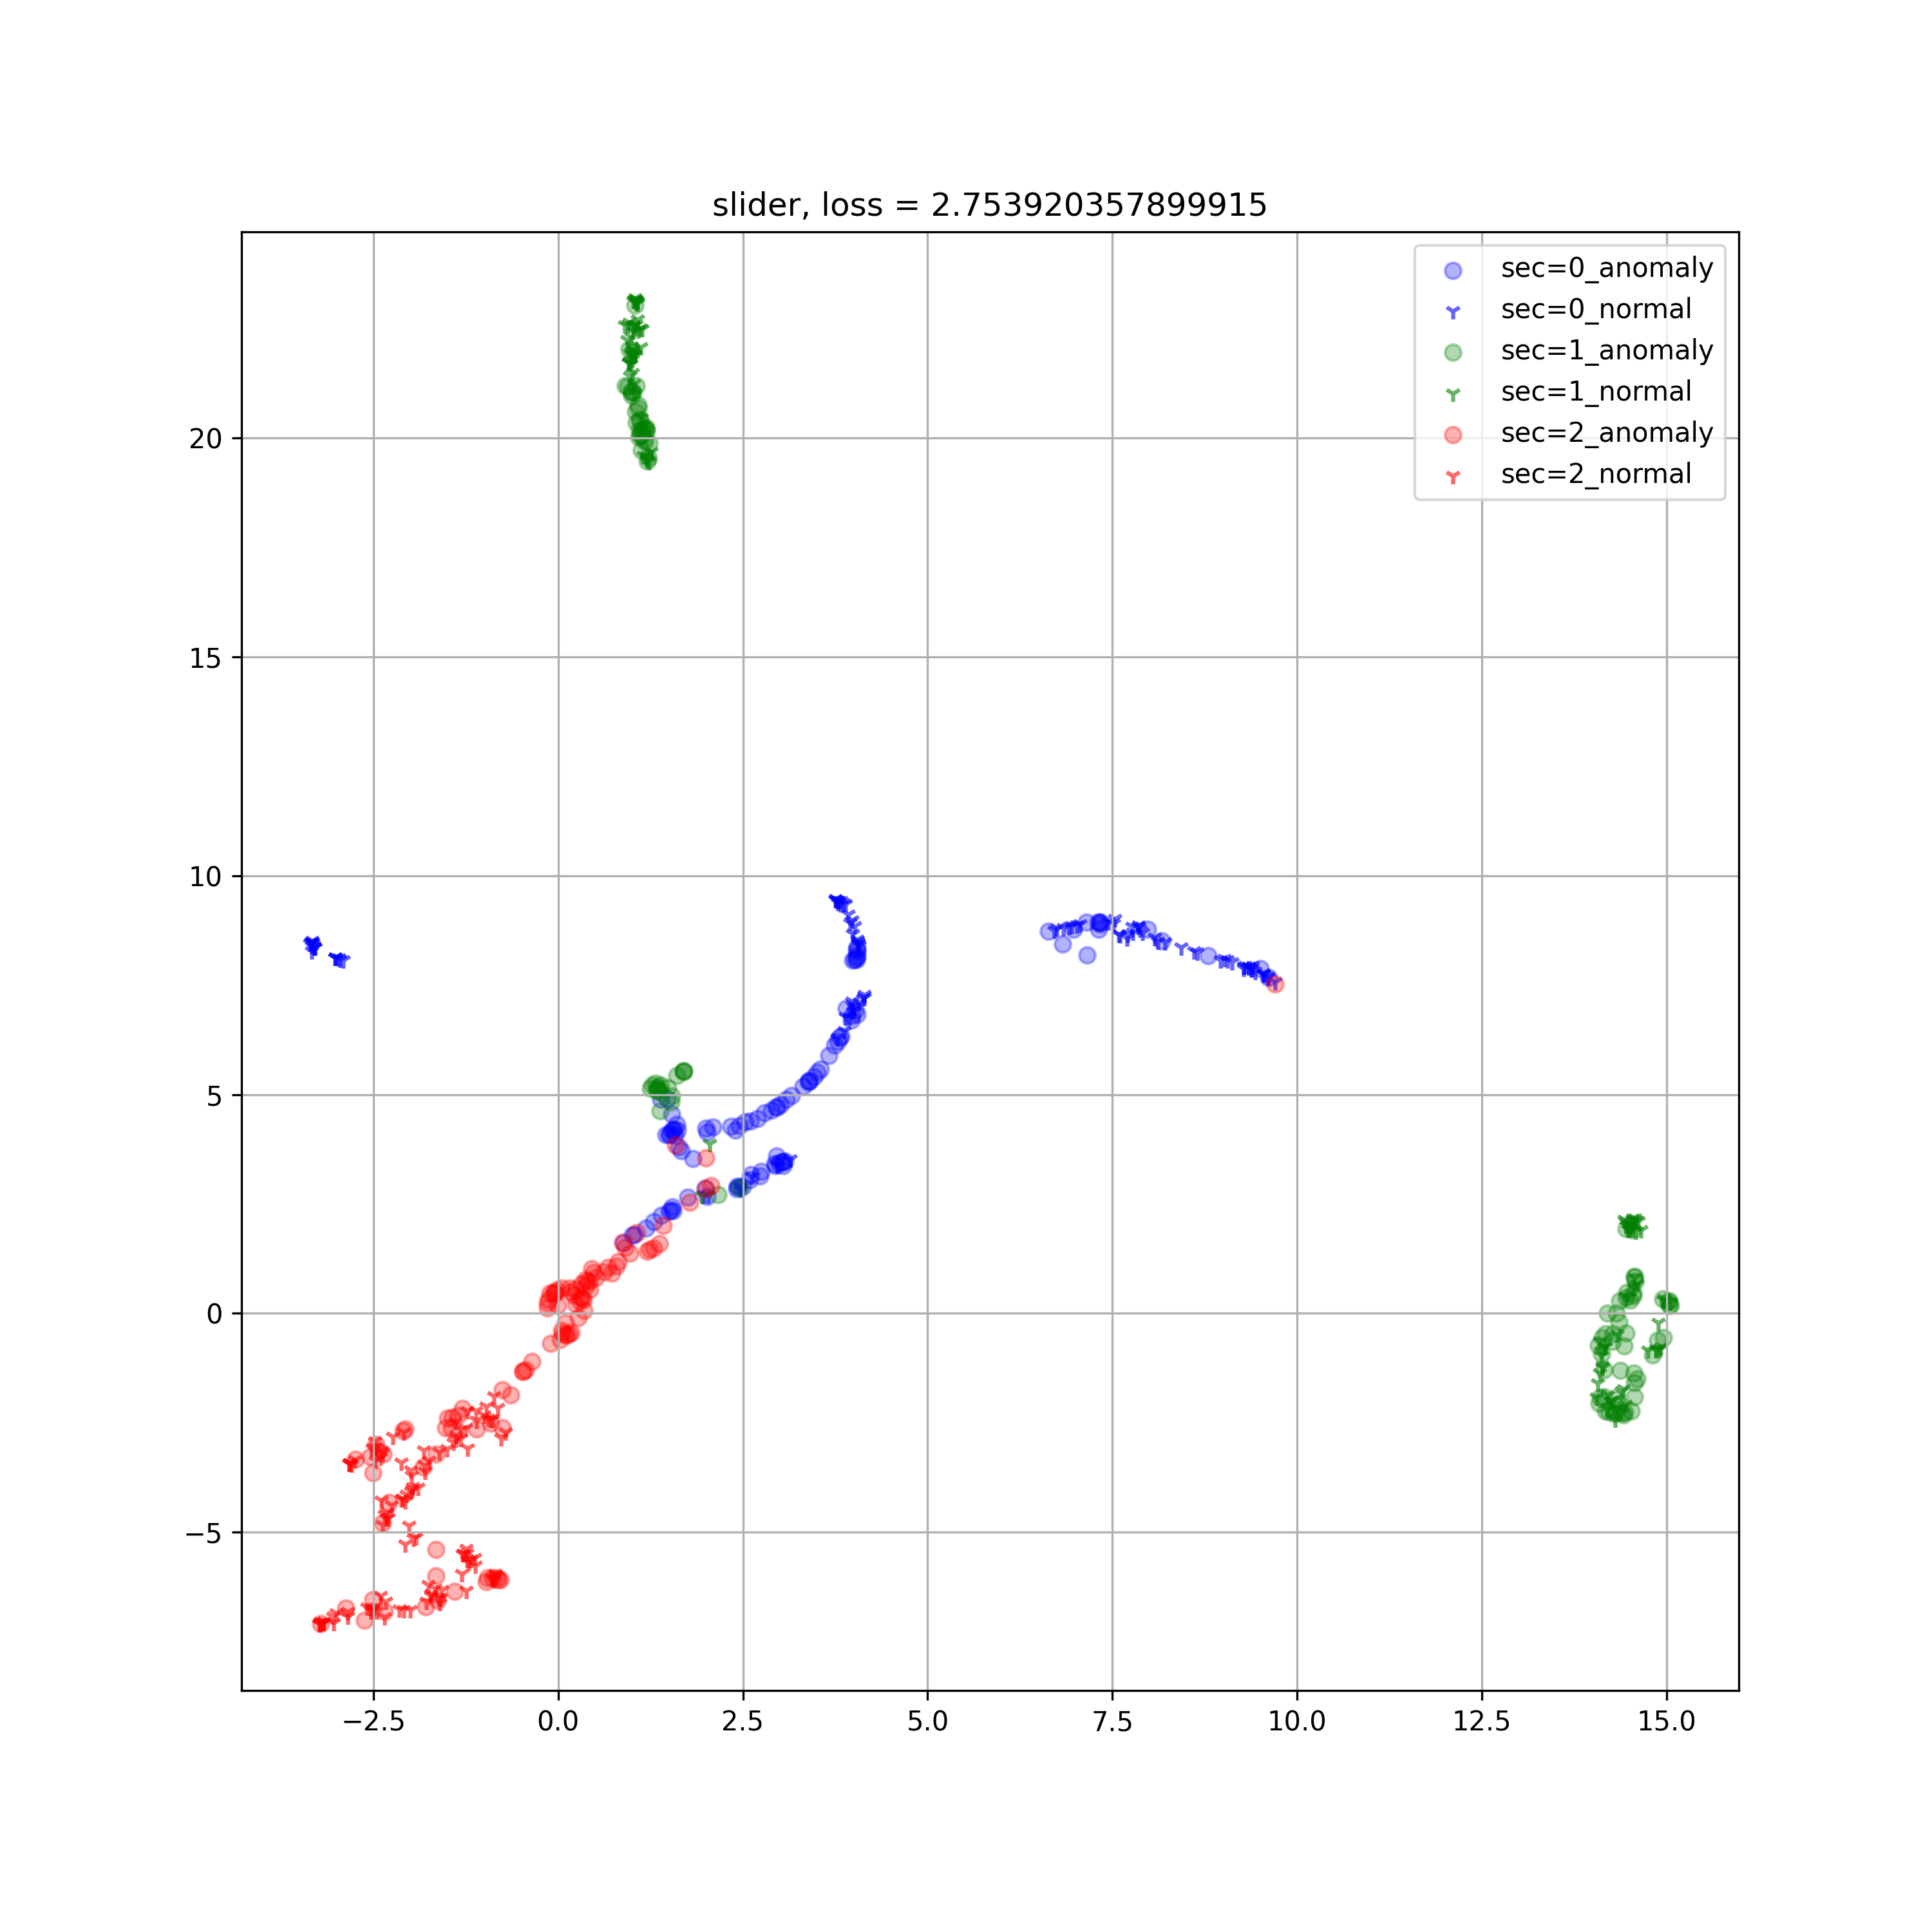 slider, loss = 2.753920357899915
sec=0_anomaly
sec=0_normal
sec=1_anomaly
sec=1_normal
sec=2_anomaly
sec=2_normal
20
15
10
5
0
−5
−2.5 0.0 2.5 5.0 7.5 10.0 12.5 15.0